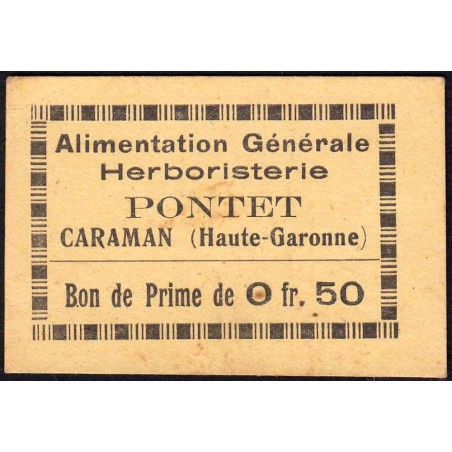 Alimentation Générale
Herboristerie
PONTET
CARAMAN (Haute-Garonne)
Bon de Prime de 0 fr. 50